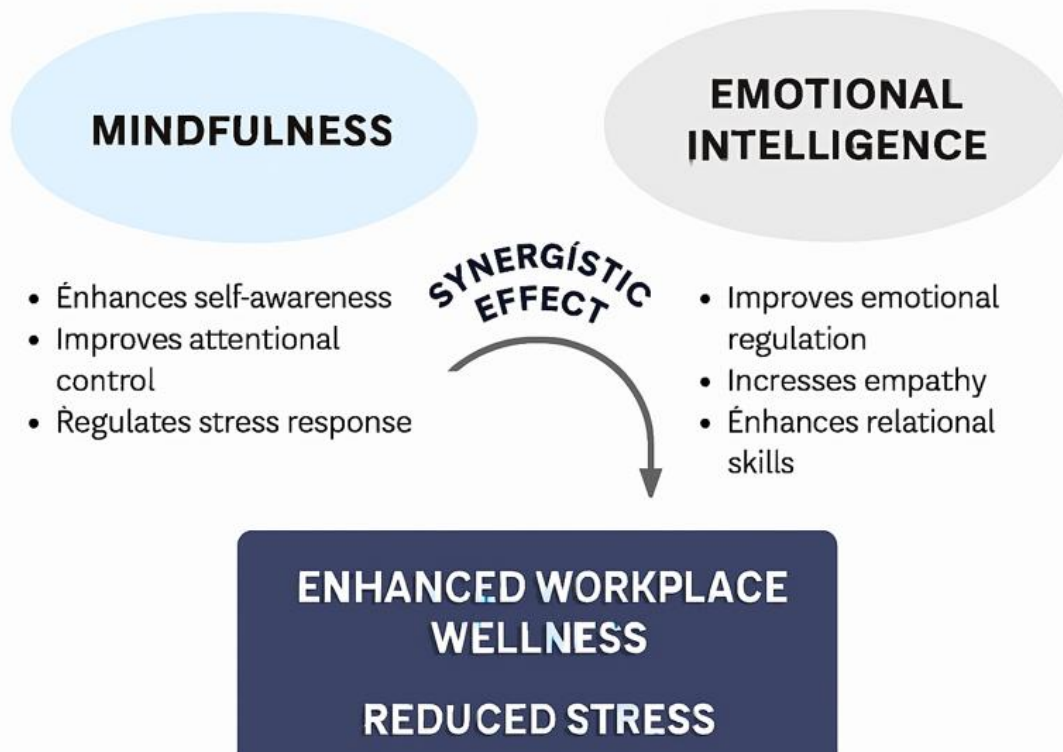 MINDFULNESS
EMOTIONAL
INTELLIGENCE
SYNERGÍSTIC
EFFECT
• Énhances self-awareness
• Improves attentional
control
• Ṙegulates stress response
• Improves emotional
regulation
• Incresses empathy
• Énhances relational
skills
ENHANCED WORKPLACE
WELLNESS
REDUCED STRESS